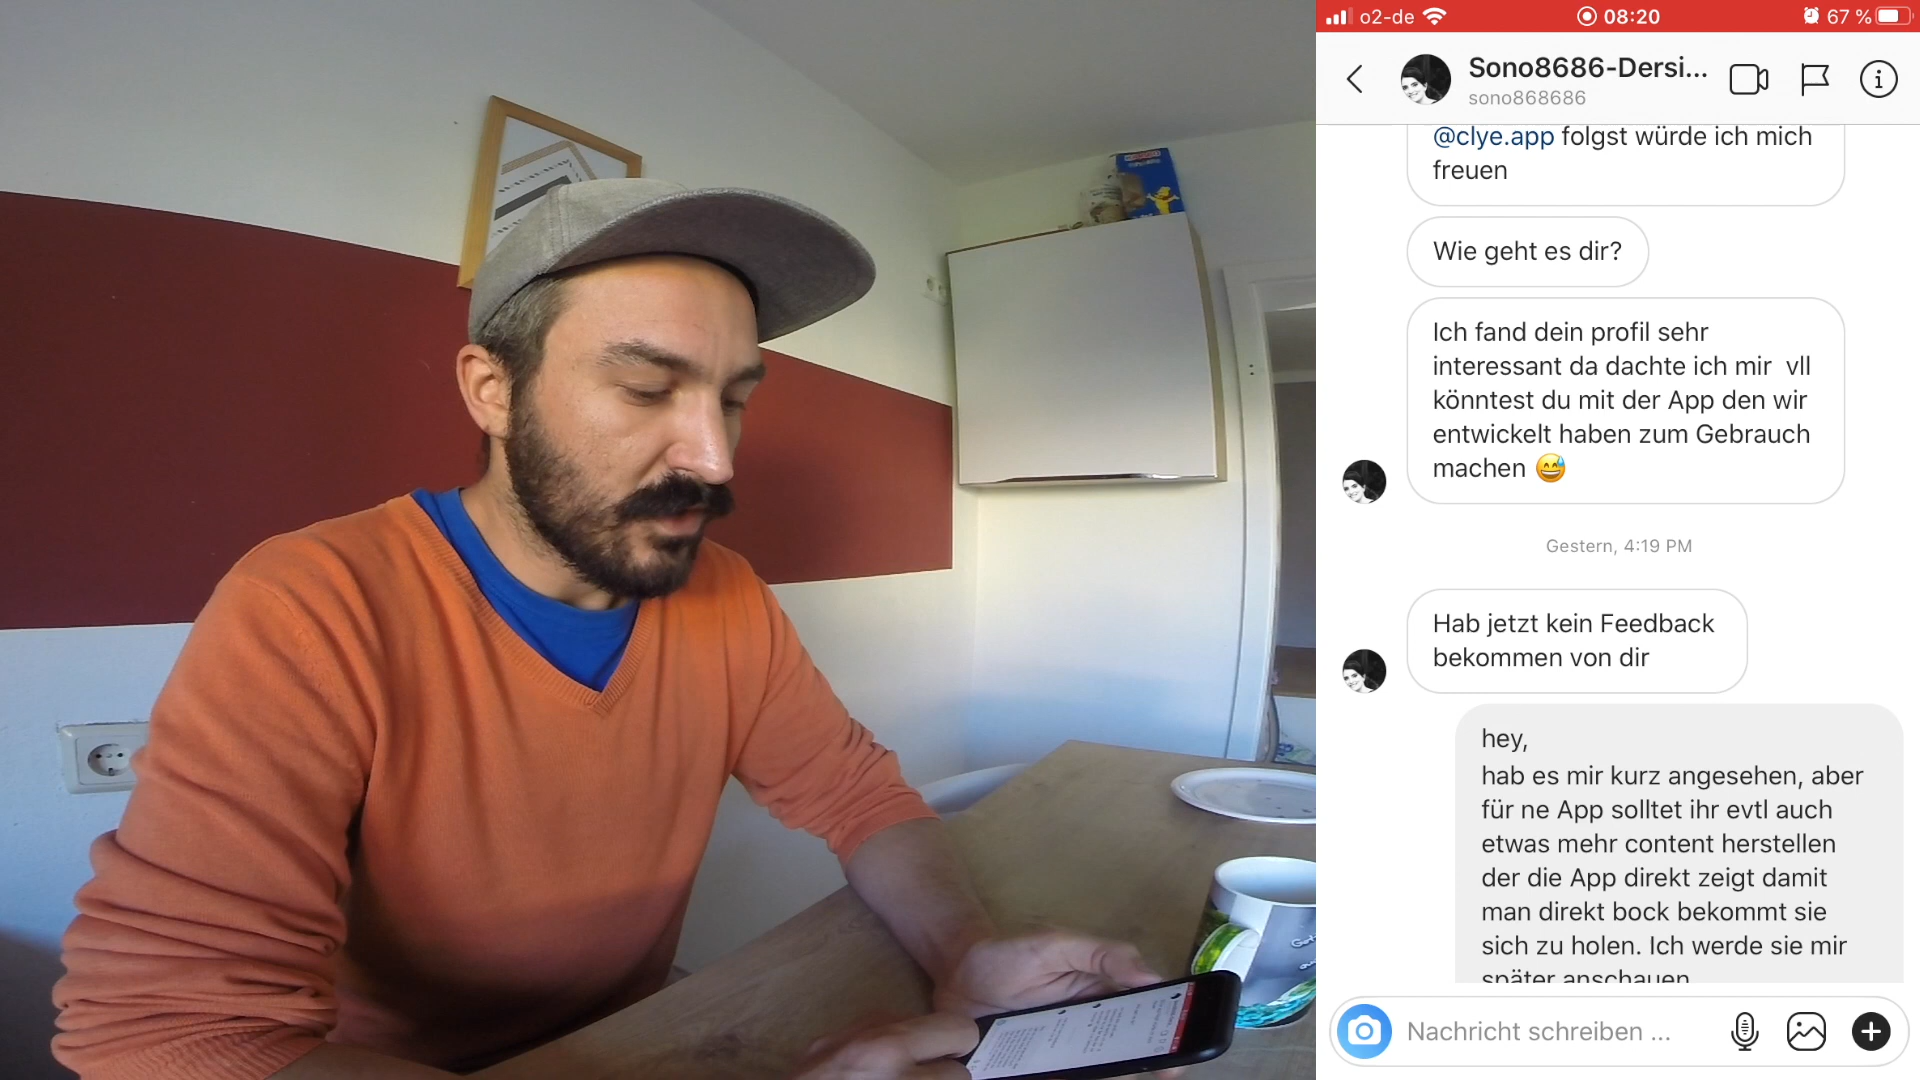 o2-de
08:20
67 %
Sono8686-Dersi...
sono868686
@clye.app folgst würde ich mich
freuen
Wie geht es dir?
Ich fand dein profil sehr
interessant da dachte ich mir  vll
könntest du mit der App den wir
entwickelt haben zum Gebrauch
machen 😅
Gestern, 4:19 PM
Hab jetzt kein Feedback
bekommen von dir
hey,
hab es mir kurz angesehen, aber
für ne App solltet ihr evtl auch
etwas mehr content herstellen
der die App direkt zeigt damit
man direkt bock bekommt sie
sich zu holen. Ich werde sie mir
später anschauen
Nachricht schreiben ...